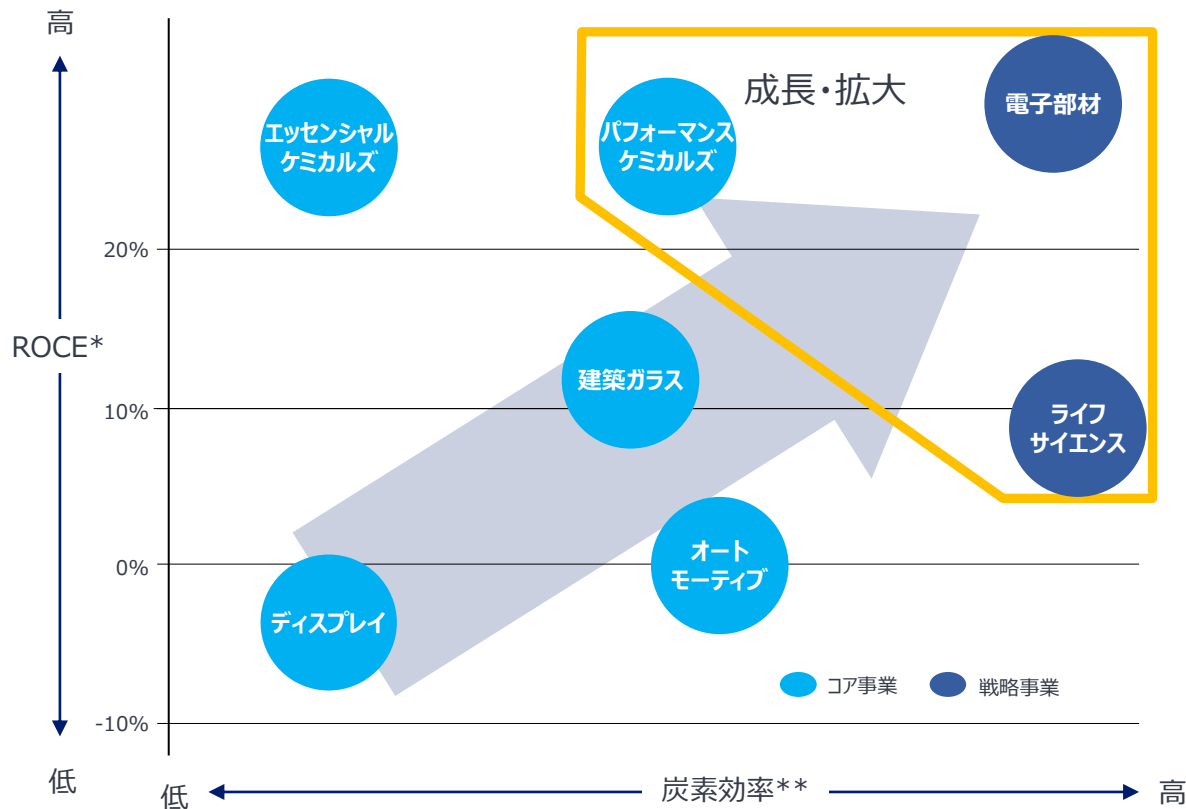 高
成長・拡大
電子部材
エッセンシャル
ケミカルズ
パフォーマンス
ケミカルズ
20%
ROCE*
建築ガラス
10%
ライフ
サイエンス
オート
モーティブ
0%
ディスプレイ
コア事業
戦略事業
-10%
低
低
炭素効率**
高